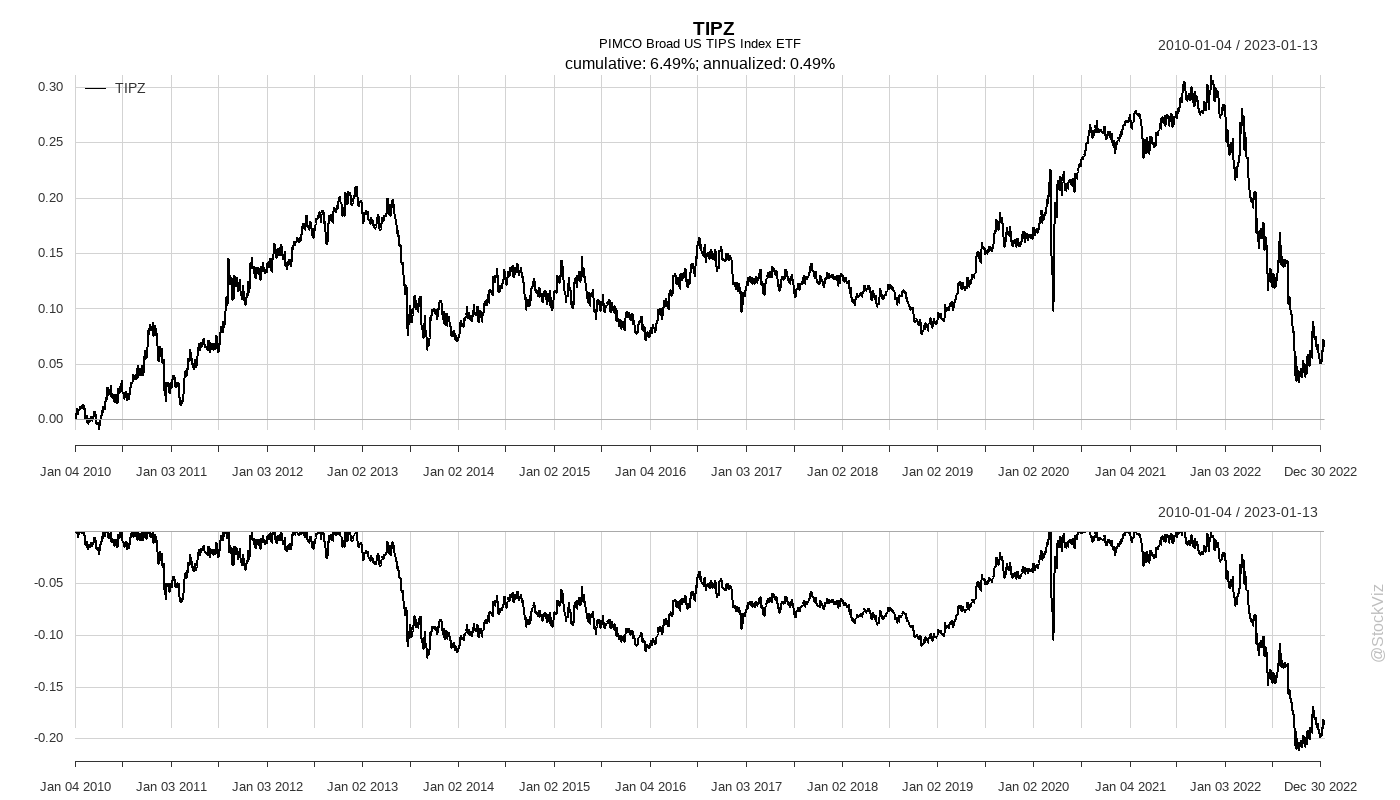 TIPZ
PIMCO Broad US TIPS Index ETF
cumulative: 6.49%; annualized: 0.49%
2010-01-04 / 2023-01-13
TIPZ
0.30
0.25
0.20
0.15
0.10
0.05
0.00
Jan 04 2010 Jan 03 2011 Jan 03 2012 Jan 02 2013 Jan 02 2014 Jan 02 2015 Jan 04 2016 Jan 03 2017 Jan 02 2018 Jan 02 2019 Jan 02 2020 Jan 04 2021 Jan 03 2022 Dec 30 2022
2010-01-04 / 2023-01-13
-0.05
-0.10
-0.15
-0.20
Jan 04 2010 Jan 03 2011 Jan 03 2012 Jan 02 2013 Jan 02 2014 Jan 02 2015 Jan 04 2016 Jan 03 2017 Jan 02 2018 Jan 02 2019 Jan 02 2020 Jan 04 2021 Jan 03 2022 Dec 30 2022
@StockViz